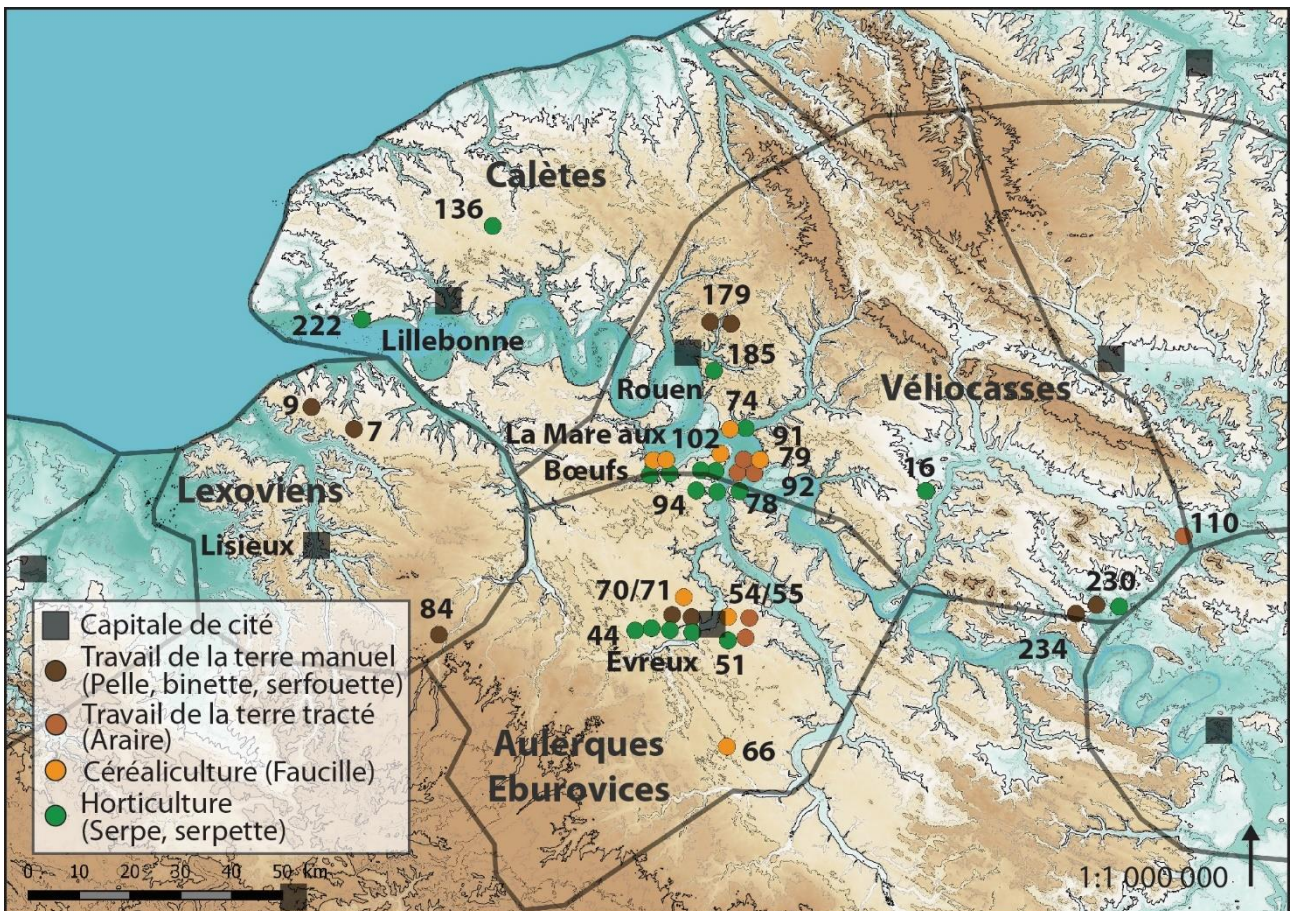 Calètes
136
179
222
Lillebonne
185
Rouen
Véliocasses
74
9
7
La Mare aux
102
91
Bœufs
79
16
Lexoviens
94
78
92
110
Lisieux
70/71
54/55
230
84
44
Évreux
51
234
Aulerques
Eburovices
66
Capitale de cité
Travail de la terre manuel
(Pelle, binette, serfouette)
Travail de la terre tracté
(Araire)
Céréaliculture (Faucille)
Horticulture
(Serpe, serpette)
0 10 20 30 40 50 km
1:1 000 000